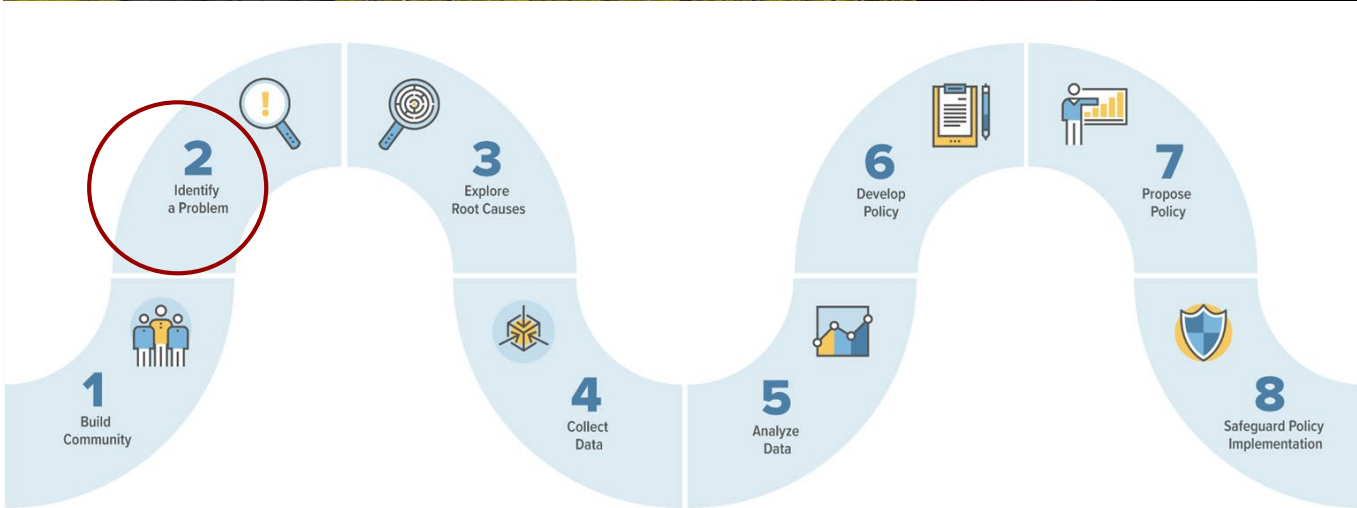 1
Build
Community
2
Identify
a Problem
3
Explore
Root Causes
4
Collect
Data
5
Analyze
Data
6
Develop
Policy
7
Propose
Policy
8
Safeguard Policy
Implementation